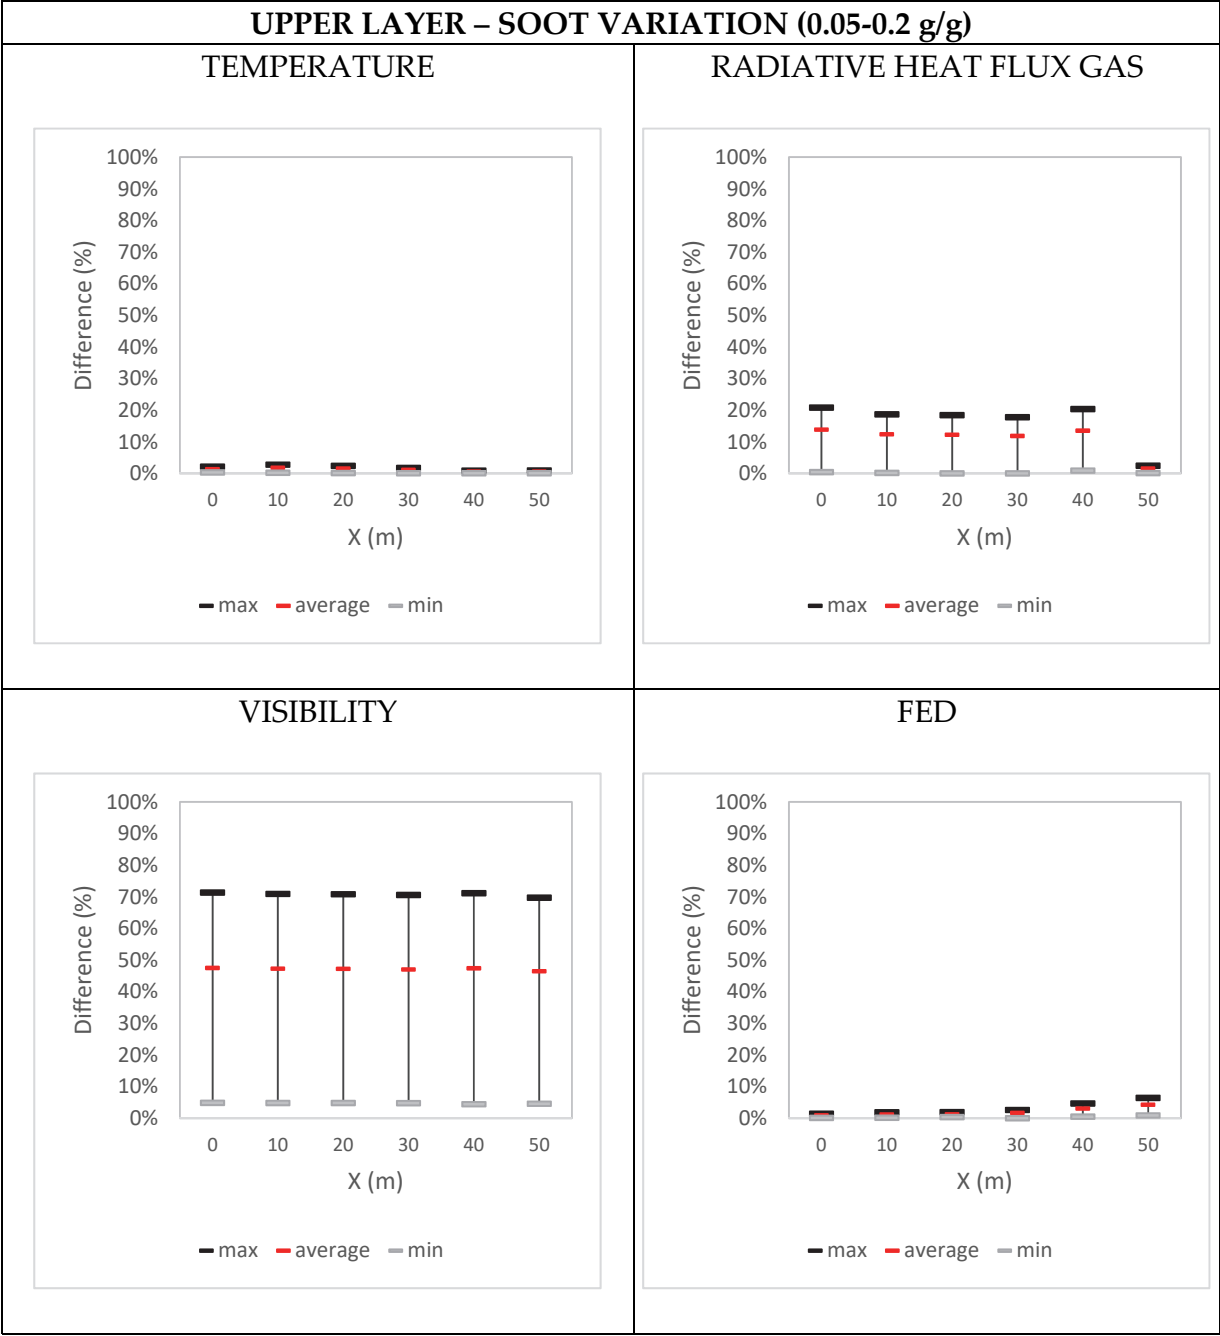 UPPER LAYER – SOOT VARIATION (0.05-0.2 g/g)
TEMPERATURE
100%
90%
80%
70%
60%
50%
40%
30%
20%
10%
0%
Difference (%)
0 10 20 30 40 50
X (m)
max average min
RADIATIVE HEAT FLUX GAS
100%
90%
80%
70%
60%
50%
40%
30%
20%
10%
0%
Difference (%)
0 10 20 30 40 50
X (m)
max average min
VISIBILITY
100%
90%
80%
70%
60%
50%
40%
30%
20%
10%
0%
Difference (%)
0 10 20 30 40 50
X (m)
max average min
FED
100%
90%
80%
70%
60%
50%
40%
30%
20%
10%
0%
Difference (%)
0 10 20 30 40 50
X (m)
max average min